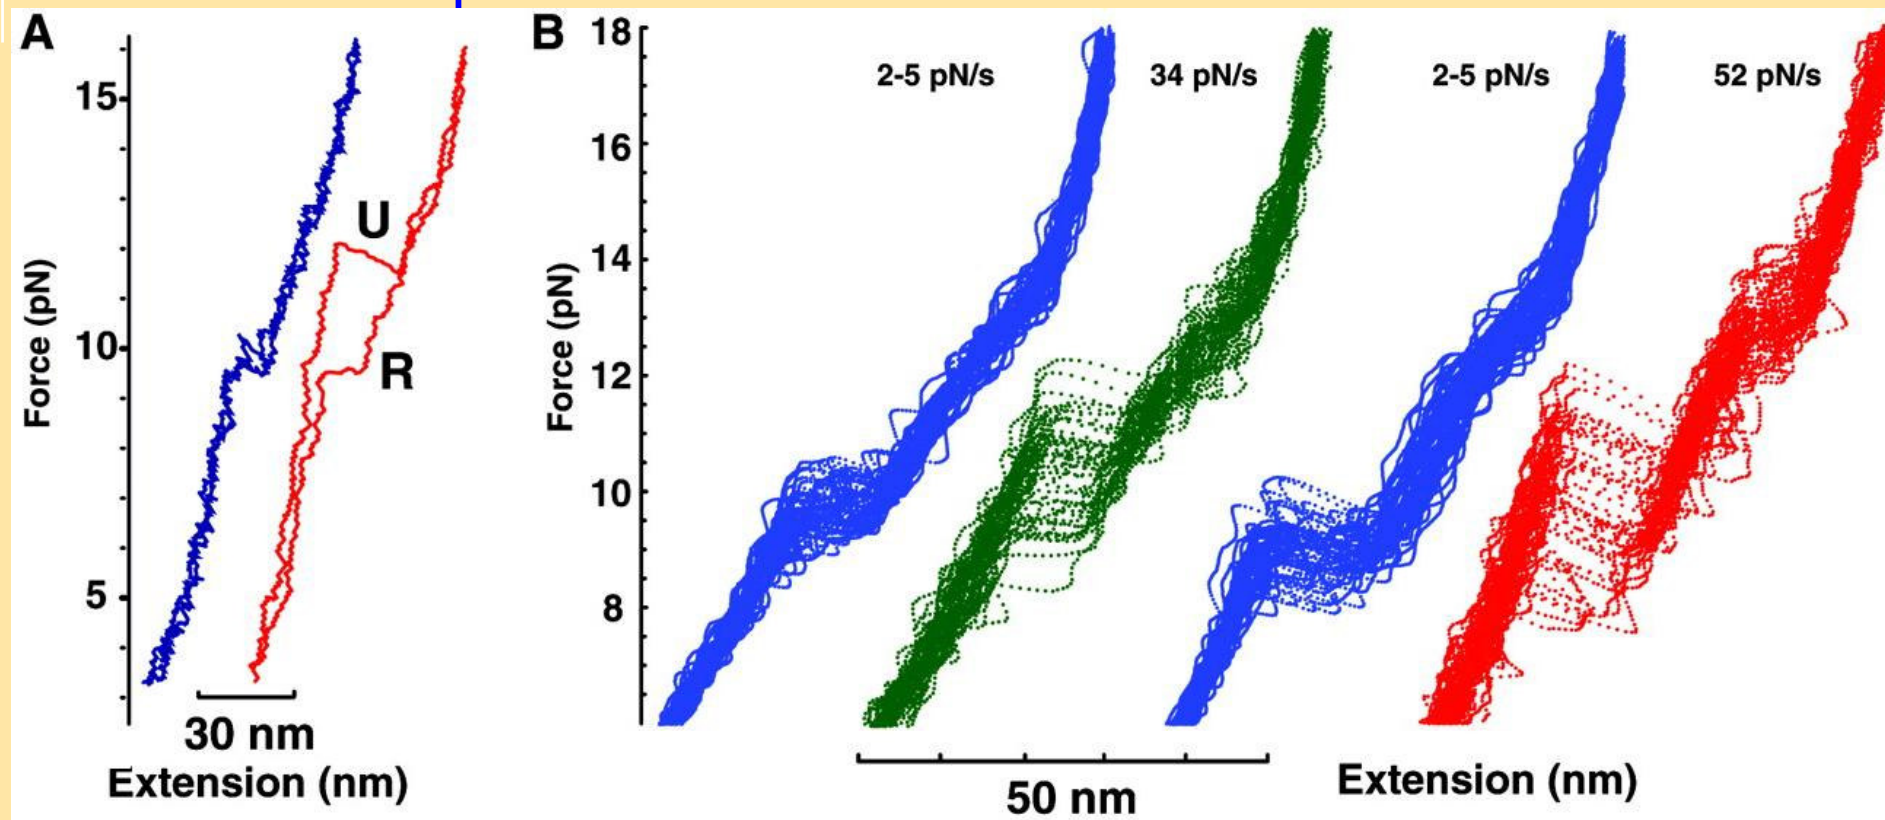 A
15
10
5
Force (pN)
U
R
30 nm
Extension (nm)
B
18
16
14
12
10
8
Force (pN)
2-5 pN/s
34 pN/s
2-5 pN/s
52 pN/s
50 nm
Extension (nm)